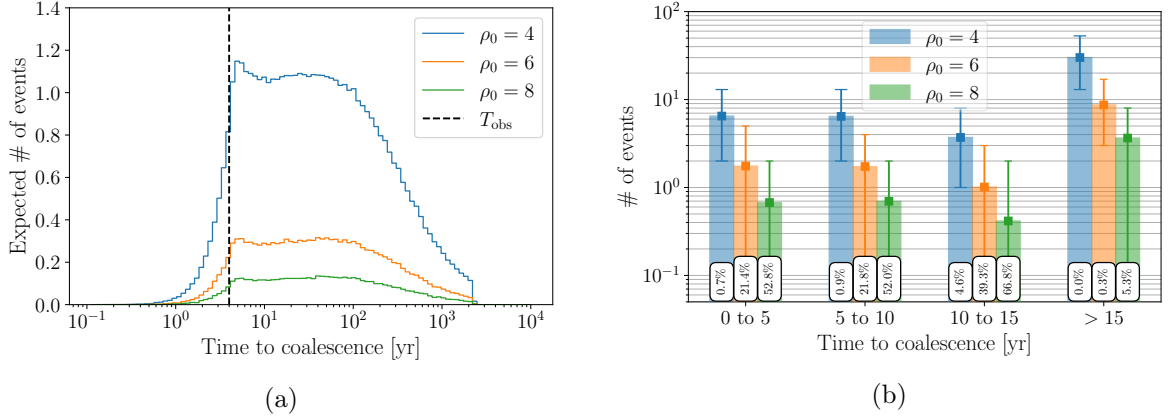 1.4
1.2
1.0
0.8
0.6
0.4
0.2
0.0
Expected # of events
ρ₀ = 4
ρ₀ = 6
ρ₀ = 8
T_obs
10⁻¹
10⁰
10¹
10²
10³
10⁴
Time to coalescence [yr]
(a)
10²
10¹
10⁰
10⁻¹
# of events
ρ₀ = 4
ρ₀ = 6
ρ₀ = 8
0.7%
21.4%
52.8%
0.9%
21.8%
52.0%
4.6%
39.3%
66.8%
0.0%
0.3%
5.3%
0 to 5
5 to 10
10 to 15
> 15
Time to coalescence [yr]
(b)